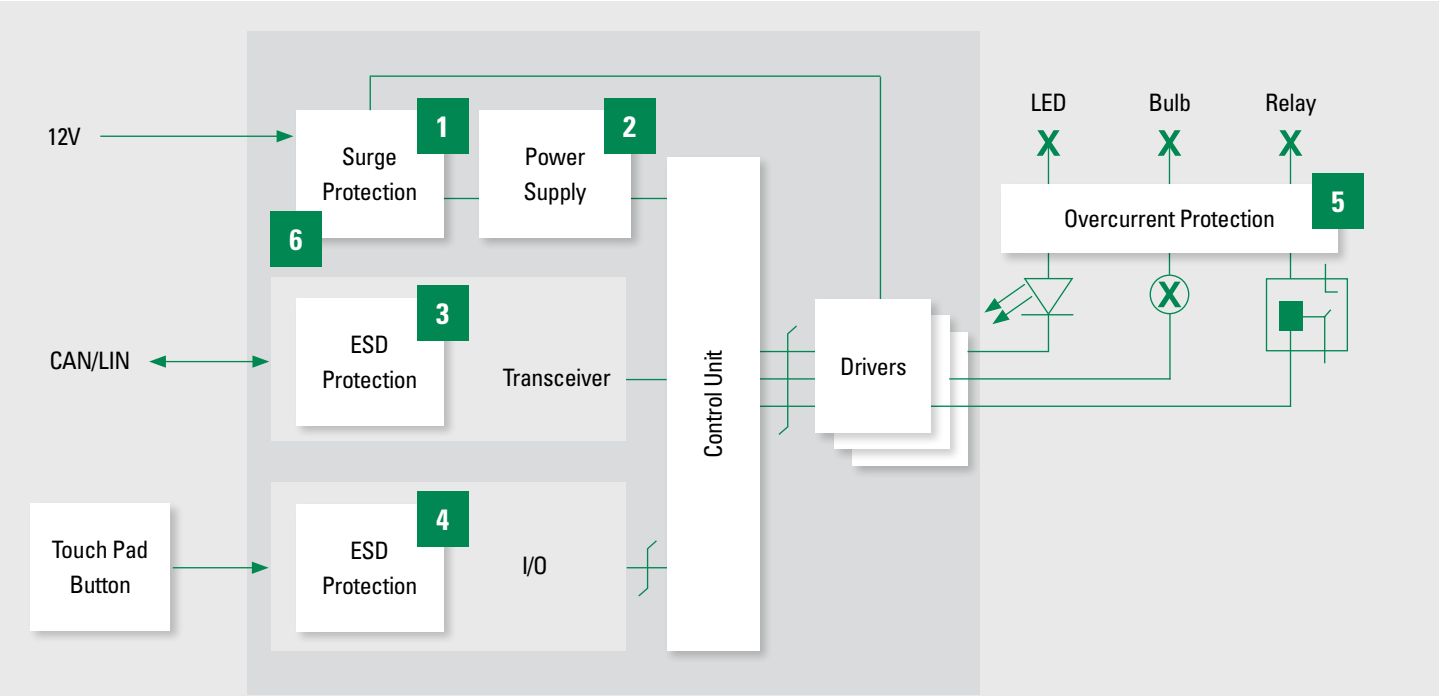 12V
Surge
Protection
1
6
Power
Supply
2
CAN/LIN
ESD
Protection
3
Transceiver
Touch Pad
Button
ESD
Protection
4
I/O
Control Unit
Drivers
LED
Bulb
Relay
X X X
Overcurrent Protection
5
X